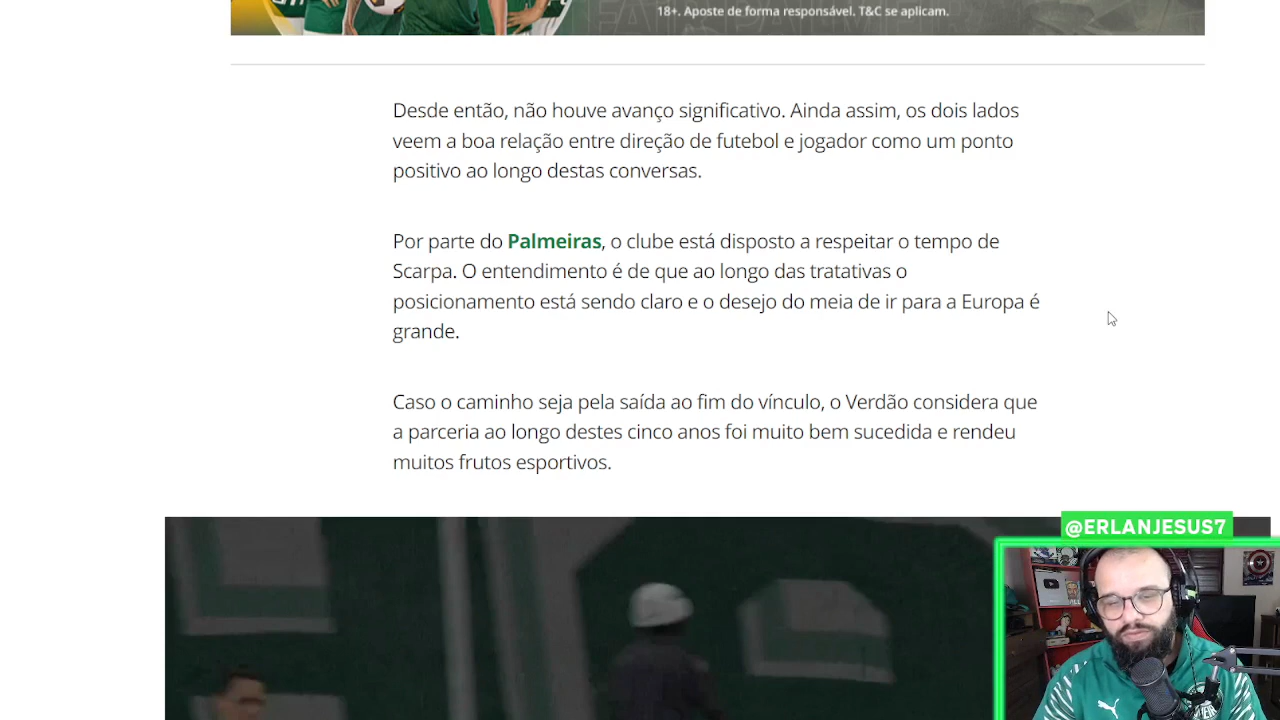 18+. Aposte de forma responsável. T&C se aplicam.
Desde então, não houve avanço significativo. Ainda assim, os dois lados
veem a boa relação entre direção de futebol e jogador como um ponto
positivo ao longo destas conversas.
Por parte do Palmeiras, o clube está disposto a respeitar o tempo de
Scarpa. O entendimento é de que ao longo das tratativas o
posicionamento está sendo claro e o desejo do meia de ir para a Europa é
grande.
Caso o caminho seja pela saída ao fim do vínculo, o Verdão considera que
a parceria ao longo destes cinco anos foi muito bem sucedida e rendeu
muitos frutos esportivos.
@ERLANJESUS7